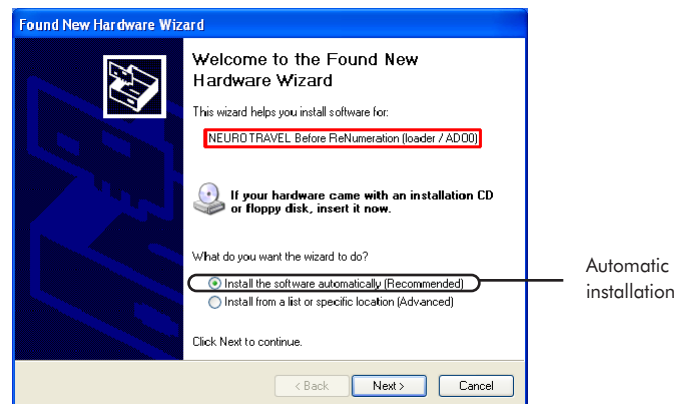 Found New Hardware Wizard
Welcome to the Found New
Hardware Wizard
This wizard helps you install software for:
NEUROTRAVEL Before ReNumeration (loader / AD00)
If your hardware came with an installation CD
or floppy disk, insert it now.
What do you want the wizard to do?
Install the software automatically (Recommended)
Install from a list or specific location (Advanced)
Click Next to continue.
< Back Next > Cancel
Automatic
installation